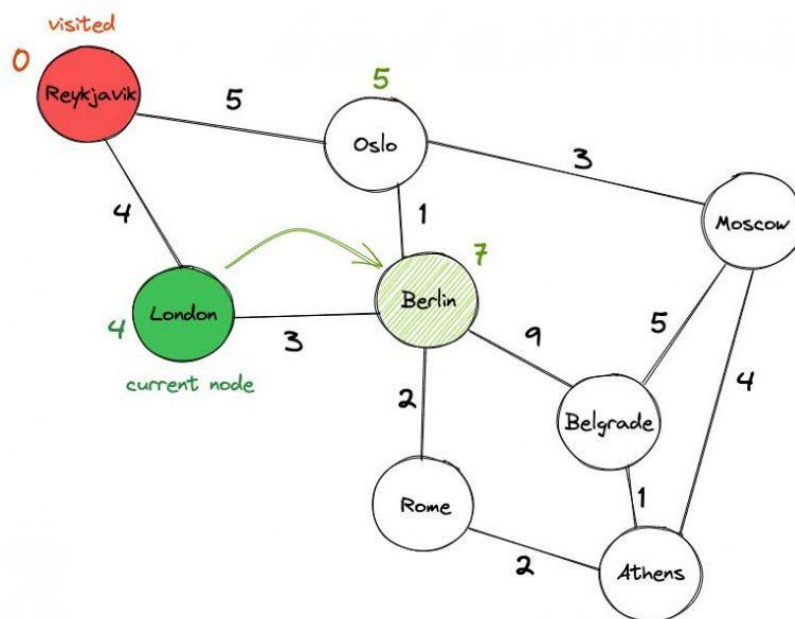 visited
0
Reykjavik
5
5
Oslo
3
Moscow
4
1
7
Berlin
London
4
3
current node
9
5
4
2
Belgrade
Rome
1
2
Athens